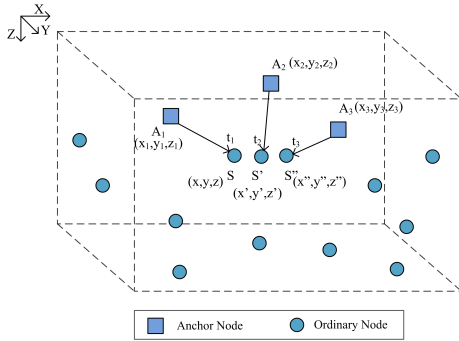 X
Y
Z
A₂ (x₂,y₂,z₂)
A₃ (x₃,y₃,z₃)
A₁
(x₁,y₁,z₁)
t₁ t₂ t₃
S S' S"
(x,y,z) (x',y',z') (x",y",z")
Anchor Node Ordinary Node